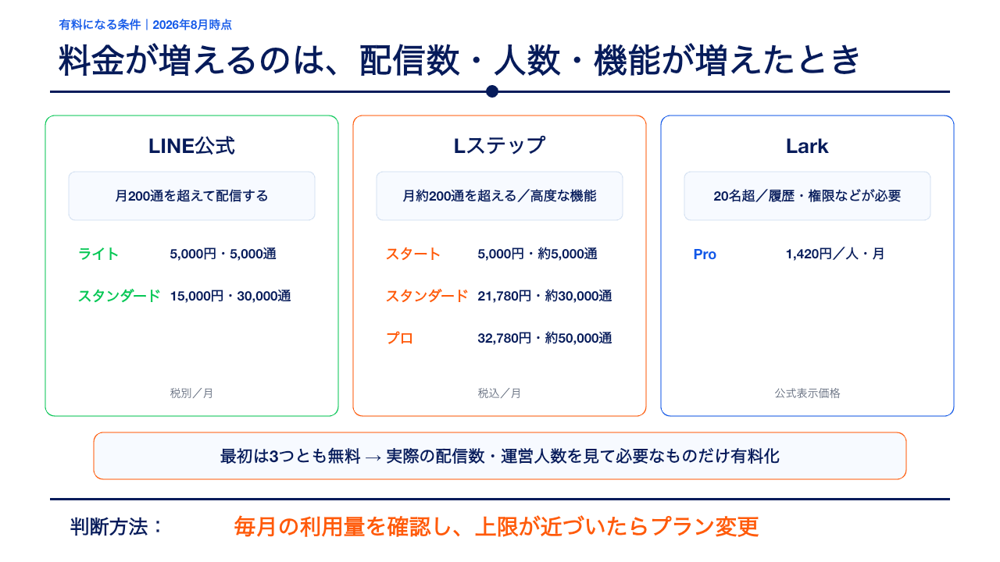 有料になる条件｜2026年8月時点
料金が増えるのは、配信数・人数・機能が増えたとき
LINE公式
月200通を超えて配信する
ライト 5,000円・5,000通
スタンダード 15,000円・30,000通
税別／月
Lステップ
月約200通を超える／高度な機能
スタート 5,000円・約5,000通
スタンダード 21,780円・約30,000通
プロ 32,780円・約50,000通
税込／月
Lark
20名超／履歴・権限などが必要
Pro 1,420円／人・月
公式表示価格
最初は3つとも無料 → 実際の配信数・運営人数を見て必要なものだけ有料化
判断方法： 毎月の利用量を確認し、上限が近づいたらプラン変更